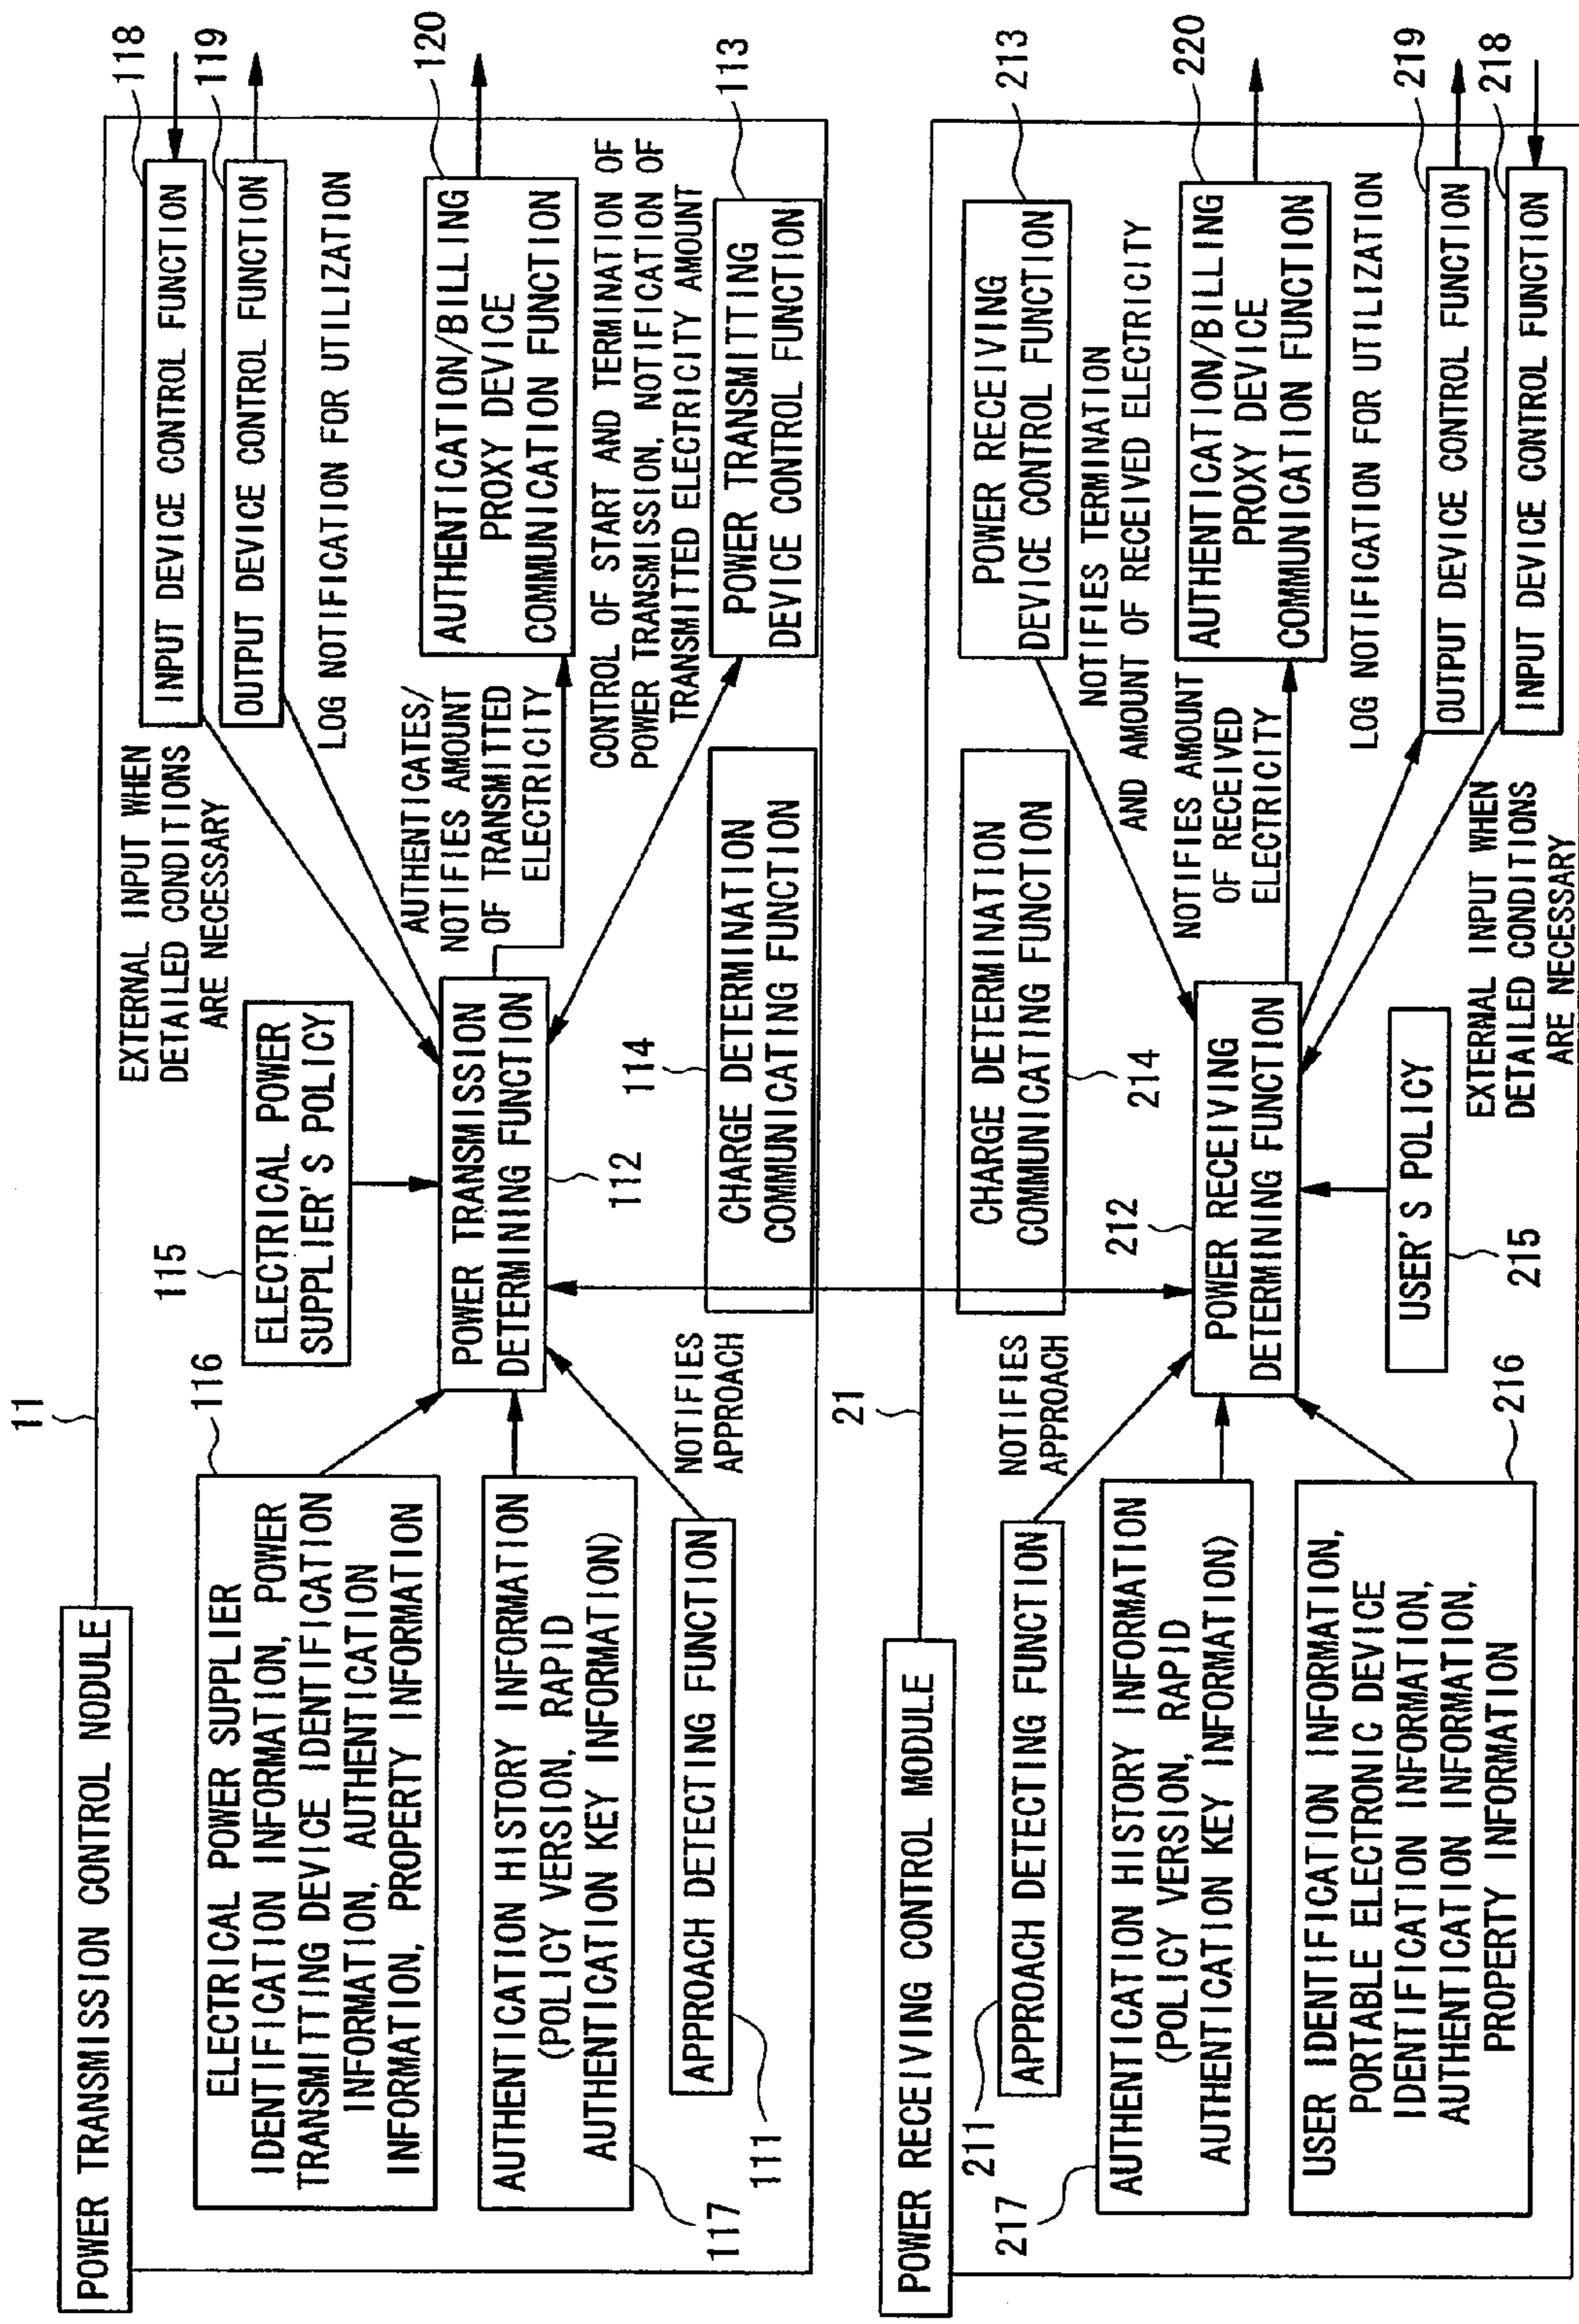 POWER TRANSMISSION CONTROL NODULE
11
ELECTRICAL POWER SUPPLIER
IDENTIFICATION INFORMATION, POWER
TRANSMITTING DEVICE IDENTIFICATION
INFORMATION, AUTHENTICATION
INFORMATION, PROPERTY INFORMATION
116
AUTHENTICATION HISTORY INFORMATION
(POLICY VERSION, RAPID
AUTHENTICATION KEY INFORMATION)
117
APPROACH DETECTING FUNCTION
111
NOTIFIES
APPROACH
115
ELECTRICAL POWER
SUPPLIER'S POLICY
POWER TRANSMISSION
DETERMINING FUNCTION
112
114
CHARGE DETERMINATION
COMMUNICATING FUNCTION
EXTERNAL INPUT WHEN
DETAILED CONDITIONS
ARE NECESSARY
INPUT DEVICE CONTROL FUNCTION
118
OUTPUT DEVICE CONTROL FUNCTION
119
LOG NOTIFICATION FOR UTILIZATION
AUTHENTICATES/
NOTIFIES AMOUNT
OF TRANSMITTED
ELECTRICITY
AUTHENTICATION/BILLING
PROXY DEVICE
COMMUNICATION FUNCTION
120
CONTROL OF START AND TERMINATION OF
POWER TRANSMISSION, NOTIFICATION OF
TRANSMITTED ELECTRICITY AMOUNT
POWER TRANSMITTING
DEVICE CONTROL FUNCTION
113
POWER RECEIVING CONTROL MODULE
21
211
APPROACH DETECTING FUNCTION
NOTIFIES
APPROACH
217
AUTHENTICATION HISTORY INFORMATION
(POLICY VERSION, RAPID
AUTHENTICATION KEY INFORMATION)
USER IDENTIFICATION INFORMATION,
PORTABLE ELECTRONIC DEVICE
IDENTIFICATION INFORMATION,
AUTHENTICATION INFORMATION,
PROPERTY INFORMATION
216
CHARGE DETERMINATION
COMMUNICATING FUNCTION
214
212
POWER RECEIVING
DETERMINING FUNCTION
USER'S POLICY
215
POWER RECEIVING
DEVICE CONTROL FUNCTION
213
NOTIFIES TERMINATION
AND AMOUNT OF RECEIVED ELECTRICITY
NOTIFIES AMOUNT
OF RECEIVED
ELECTRICITY
AUTHENTICATION/BILLING
PROXY DEVICE
COMMUNICATION FUNCTION
220
LOG NOTIFICATION FOR UTILIZATION
OUTPUT DEVICE CONTROL FUNCTION
219
INPUT DEVICE CONTROL FUNCTION
218
EXTERNAL INPUT WHEN
DETAILED CONDITIONS
ARE NECESSARY